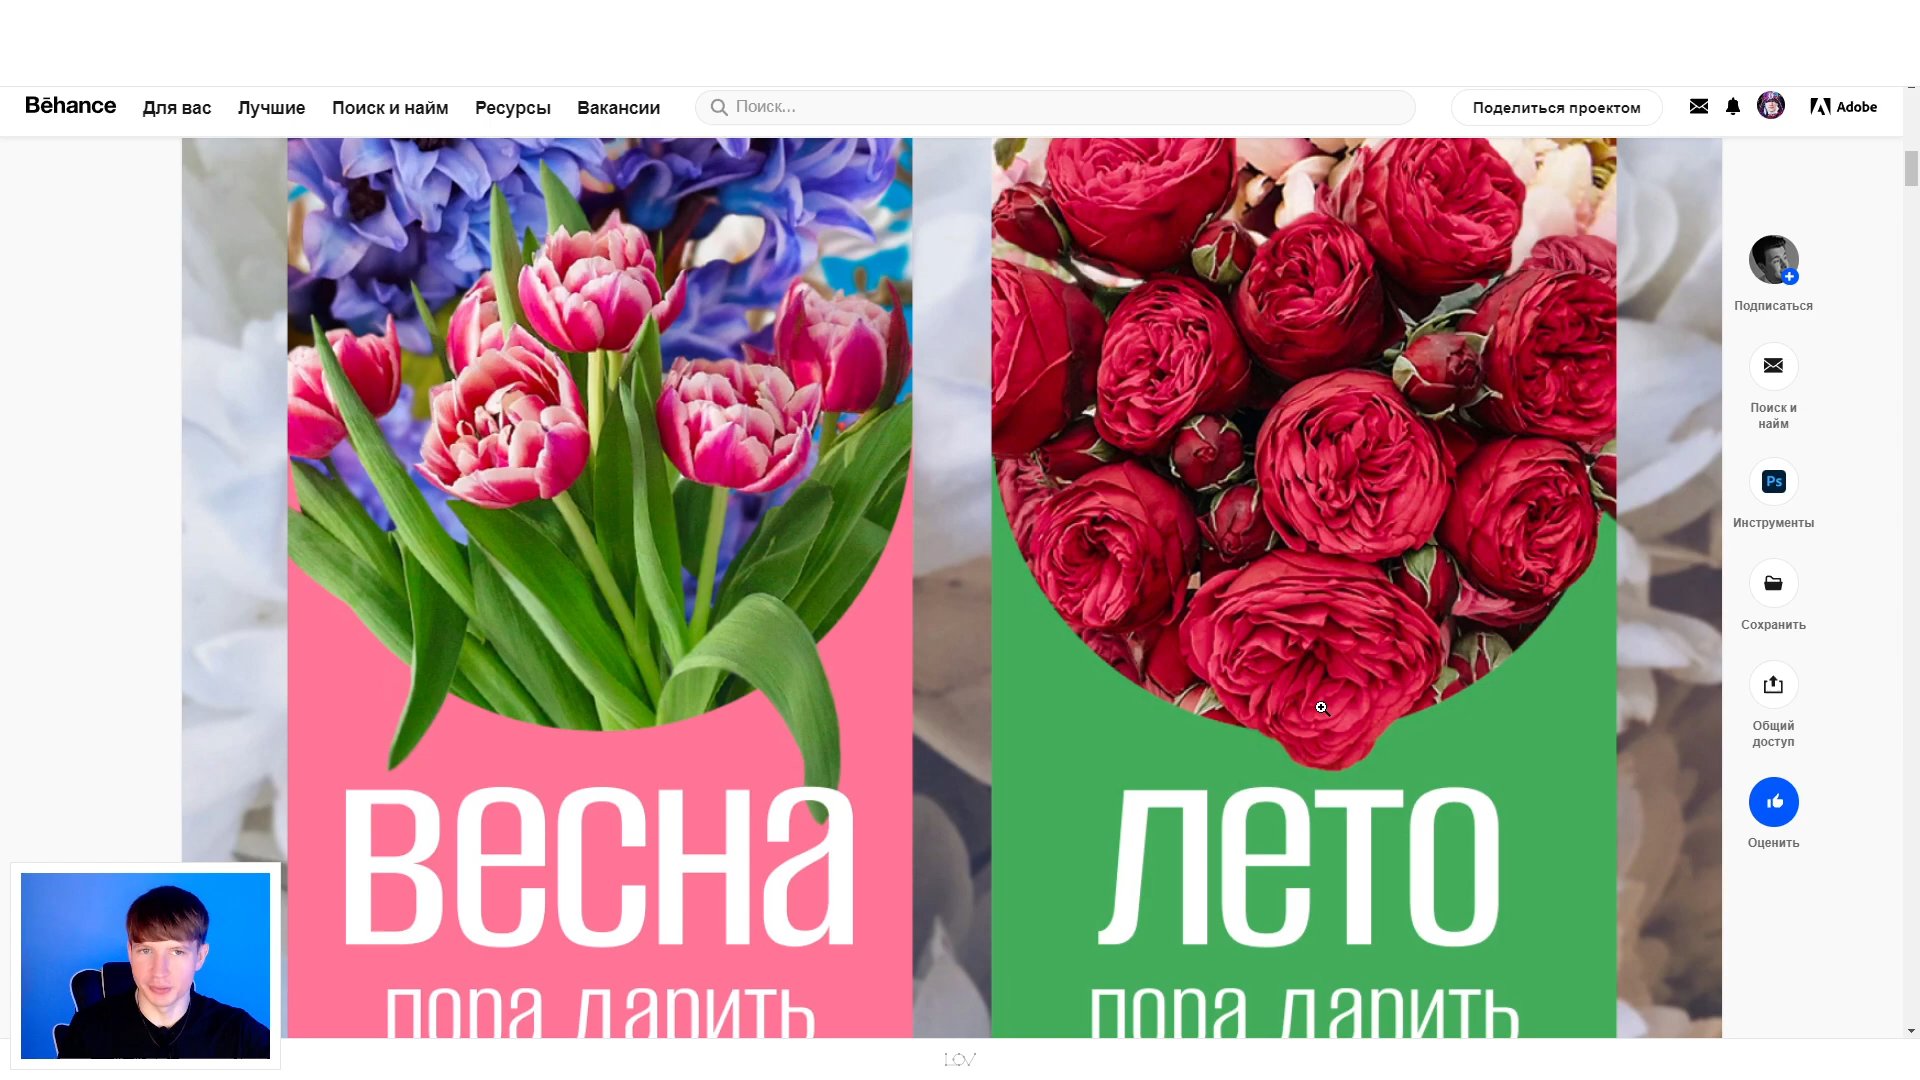 Bēhance
Для вас
Лучшие
Поиск и найм
Ресурсы
Вакансии
Поиск...
Поделиться проектом
Adobe
Подписаться
Поиск и
найм
Ps
Инструменты
Сохранить
Общий
доступ
Оценить
весна
пора дарить
лето
пора дарить
LOV